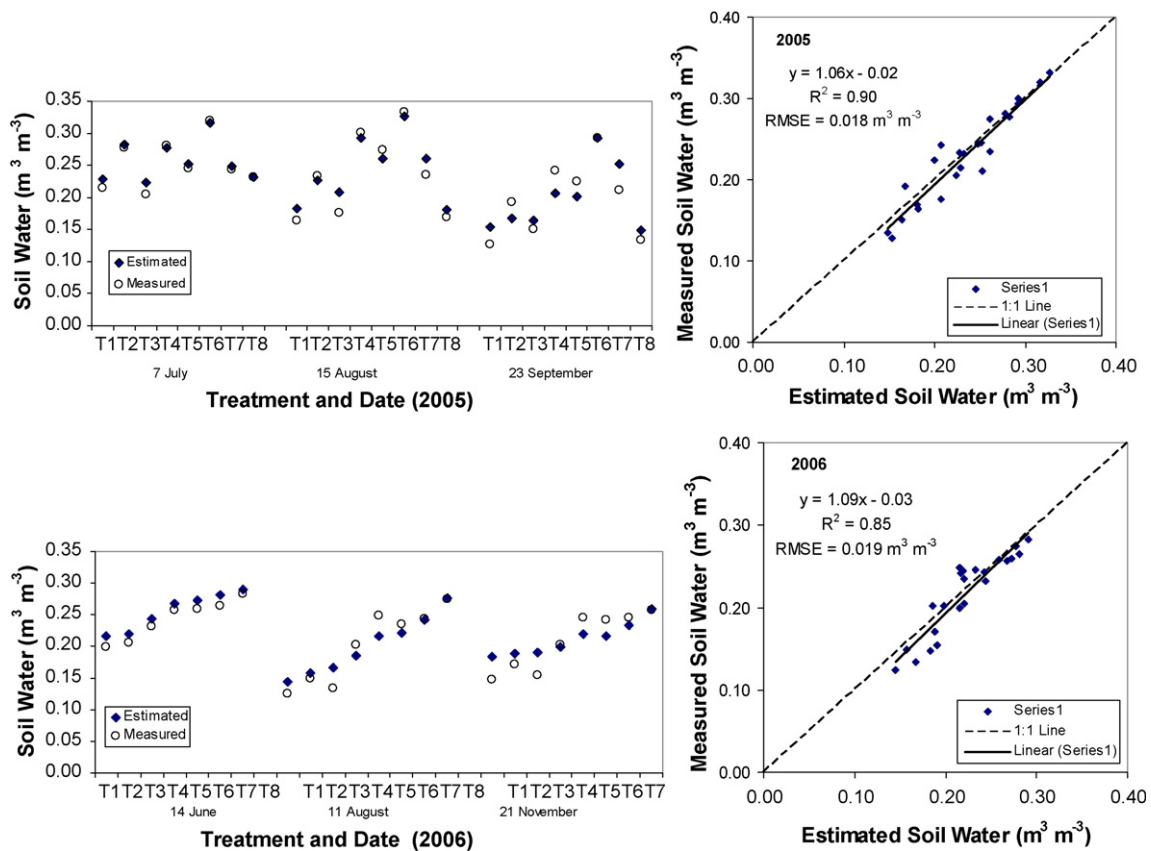 0.35
0.30
0.25
0.20
0.15
0.10
0.05
0.00
Soil Water (m³ m-³)
Estimated
Measured
T1T2 T3T4 T5T6 T7T8 T1T2T3T4T5T6T7T8 T1T2T3T4T5T6T7T8
7 July 15 August 23 September
Treatment and Date (2005)
0.40
0.30
0.20
0.10
0.00
Measured Soil Water (m³ m⁻³)
2005
y = 1.06x - 0.02
R² = 0.90
RMSE = 0.018 m³ m⁻³
Series1
1:1 Line
Linear (Series1)
0.00 0.10 0.20 0.30 0.40
Estimated Soil Water (m³ m⁻³)
0.35
0.30
0.25
0.20
0.15
0.10
0.05
0.00
Soil Water (m³ m⁻³)
Estimated
Measured
T1T2T3T4T5T6T7T8 T1T2T3T4T5T6T7T8 T1T2T3T4T5T6T7
14 June 11 August 21 November
Treatment and Date (2006)
0.40
0.30
0.20
0.10
0.00
Measured Soil Water (m³ m⁻³)
2006
y = 1.09x - 0.03
R² = 0.85
RMSE = 0.019 m³ m⁻³
Series1
1:1 Line
Linear (Series1)
0.00 0.10 0.20 0.30 0.40
Estimated Soil Water (m³ m⁻³)